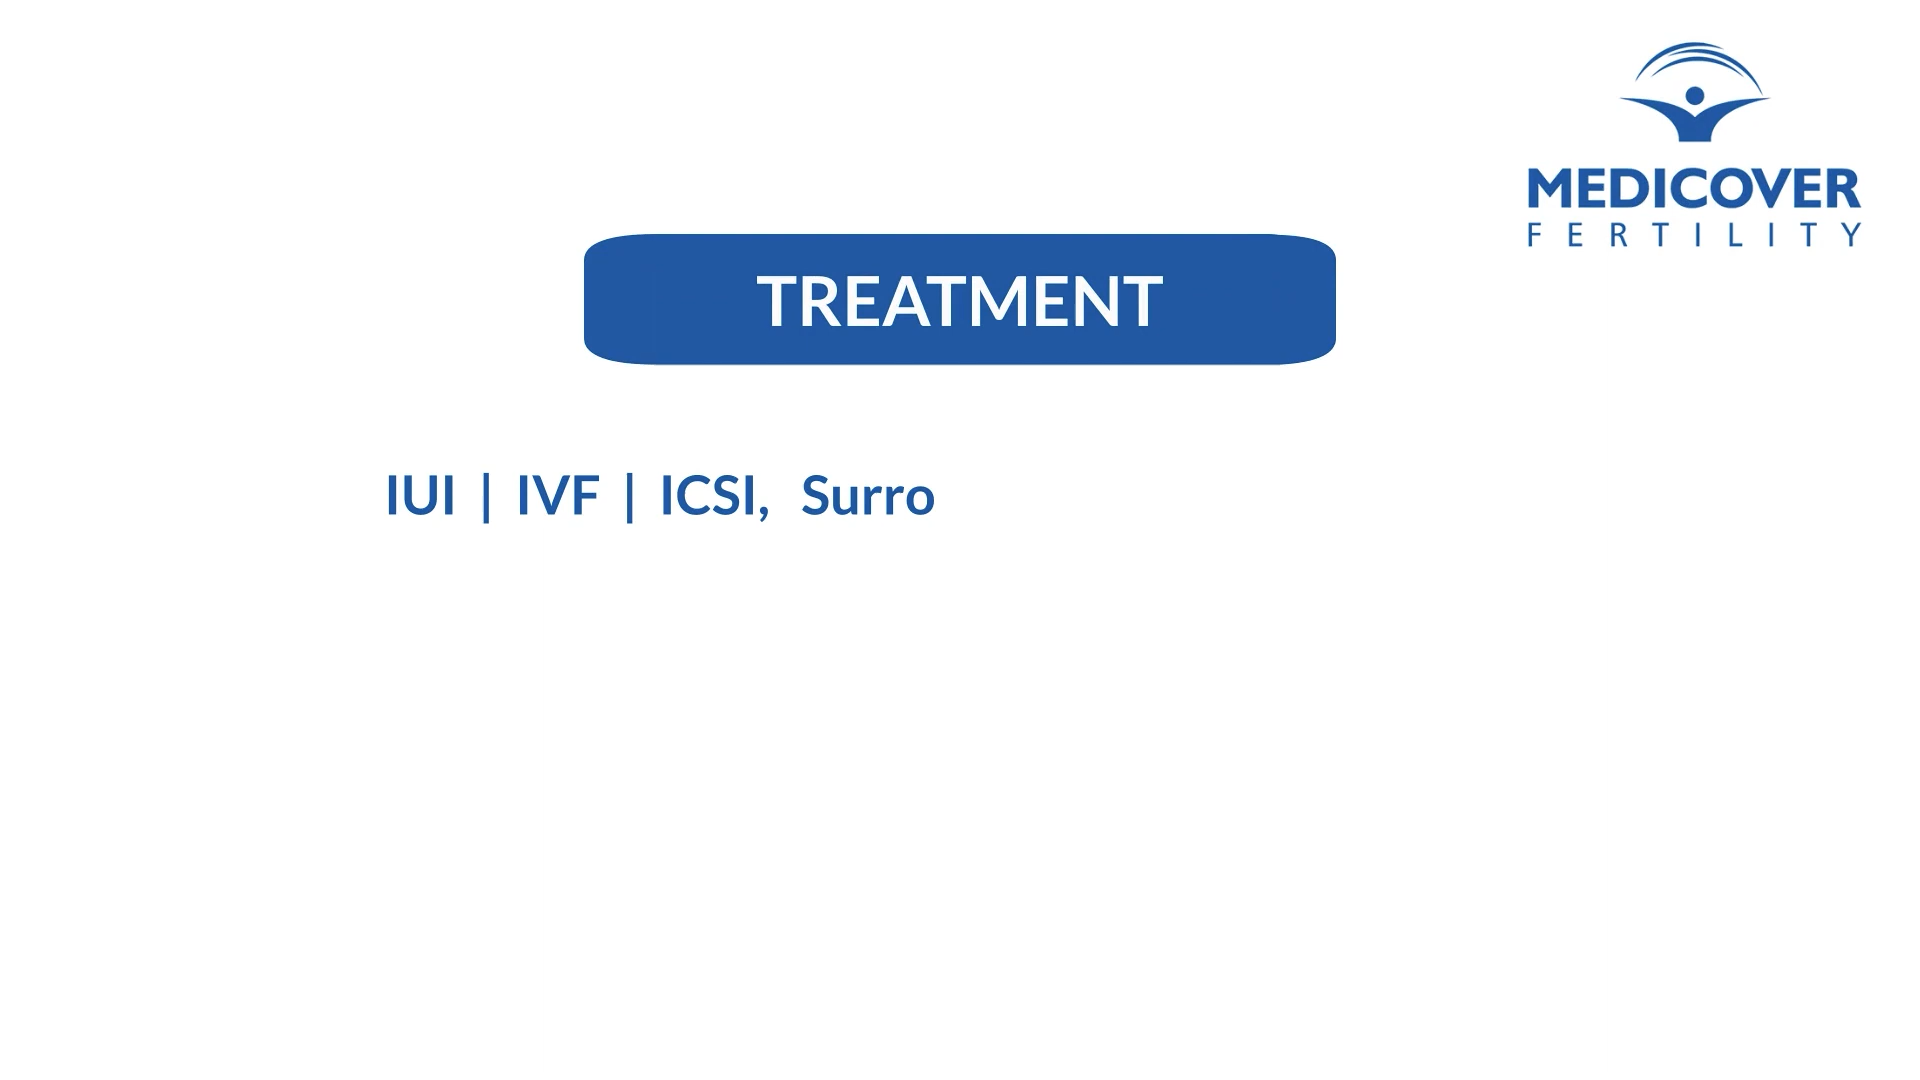 MEDICOVER
FERTILITY
TREATMENT
IUI | IVF | ICSI, Surro